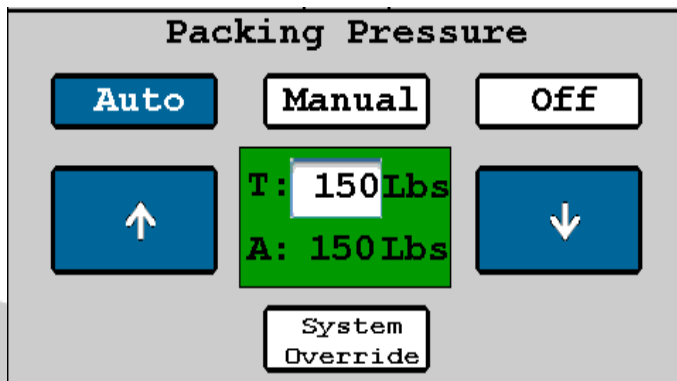 Packing Pressure
Auto Manual Off
T: 150Lbs
A: 150Lbs
System
Override